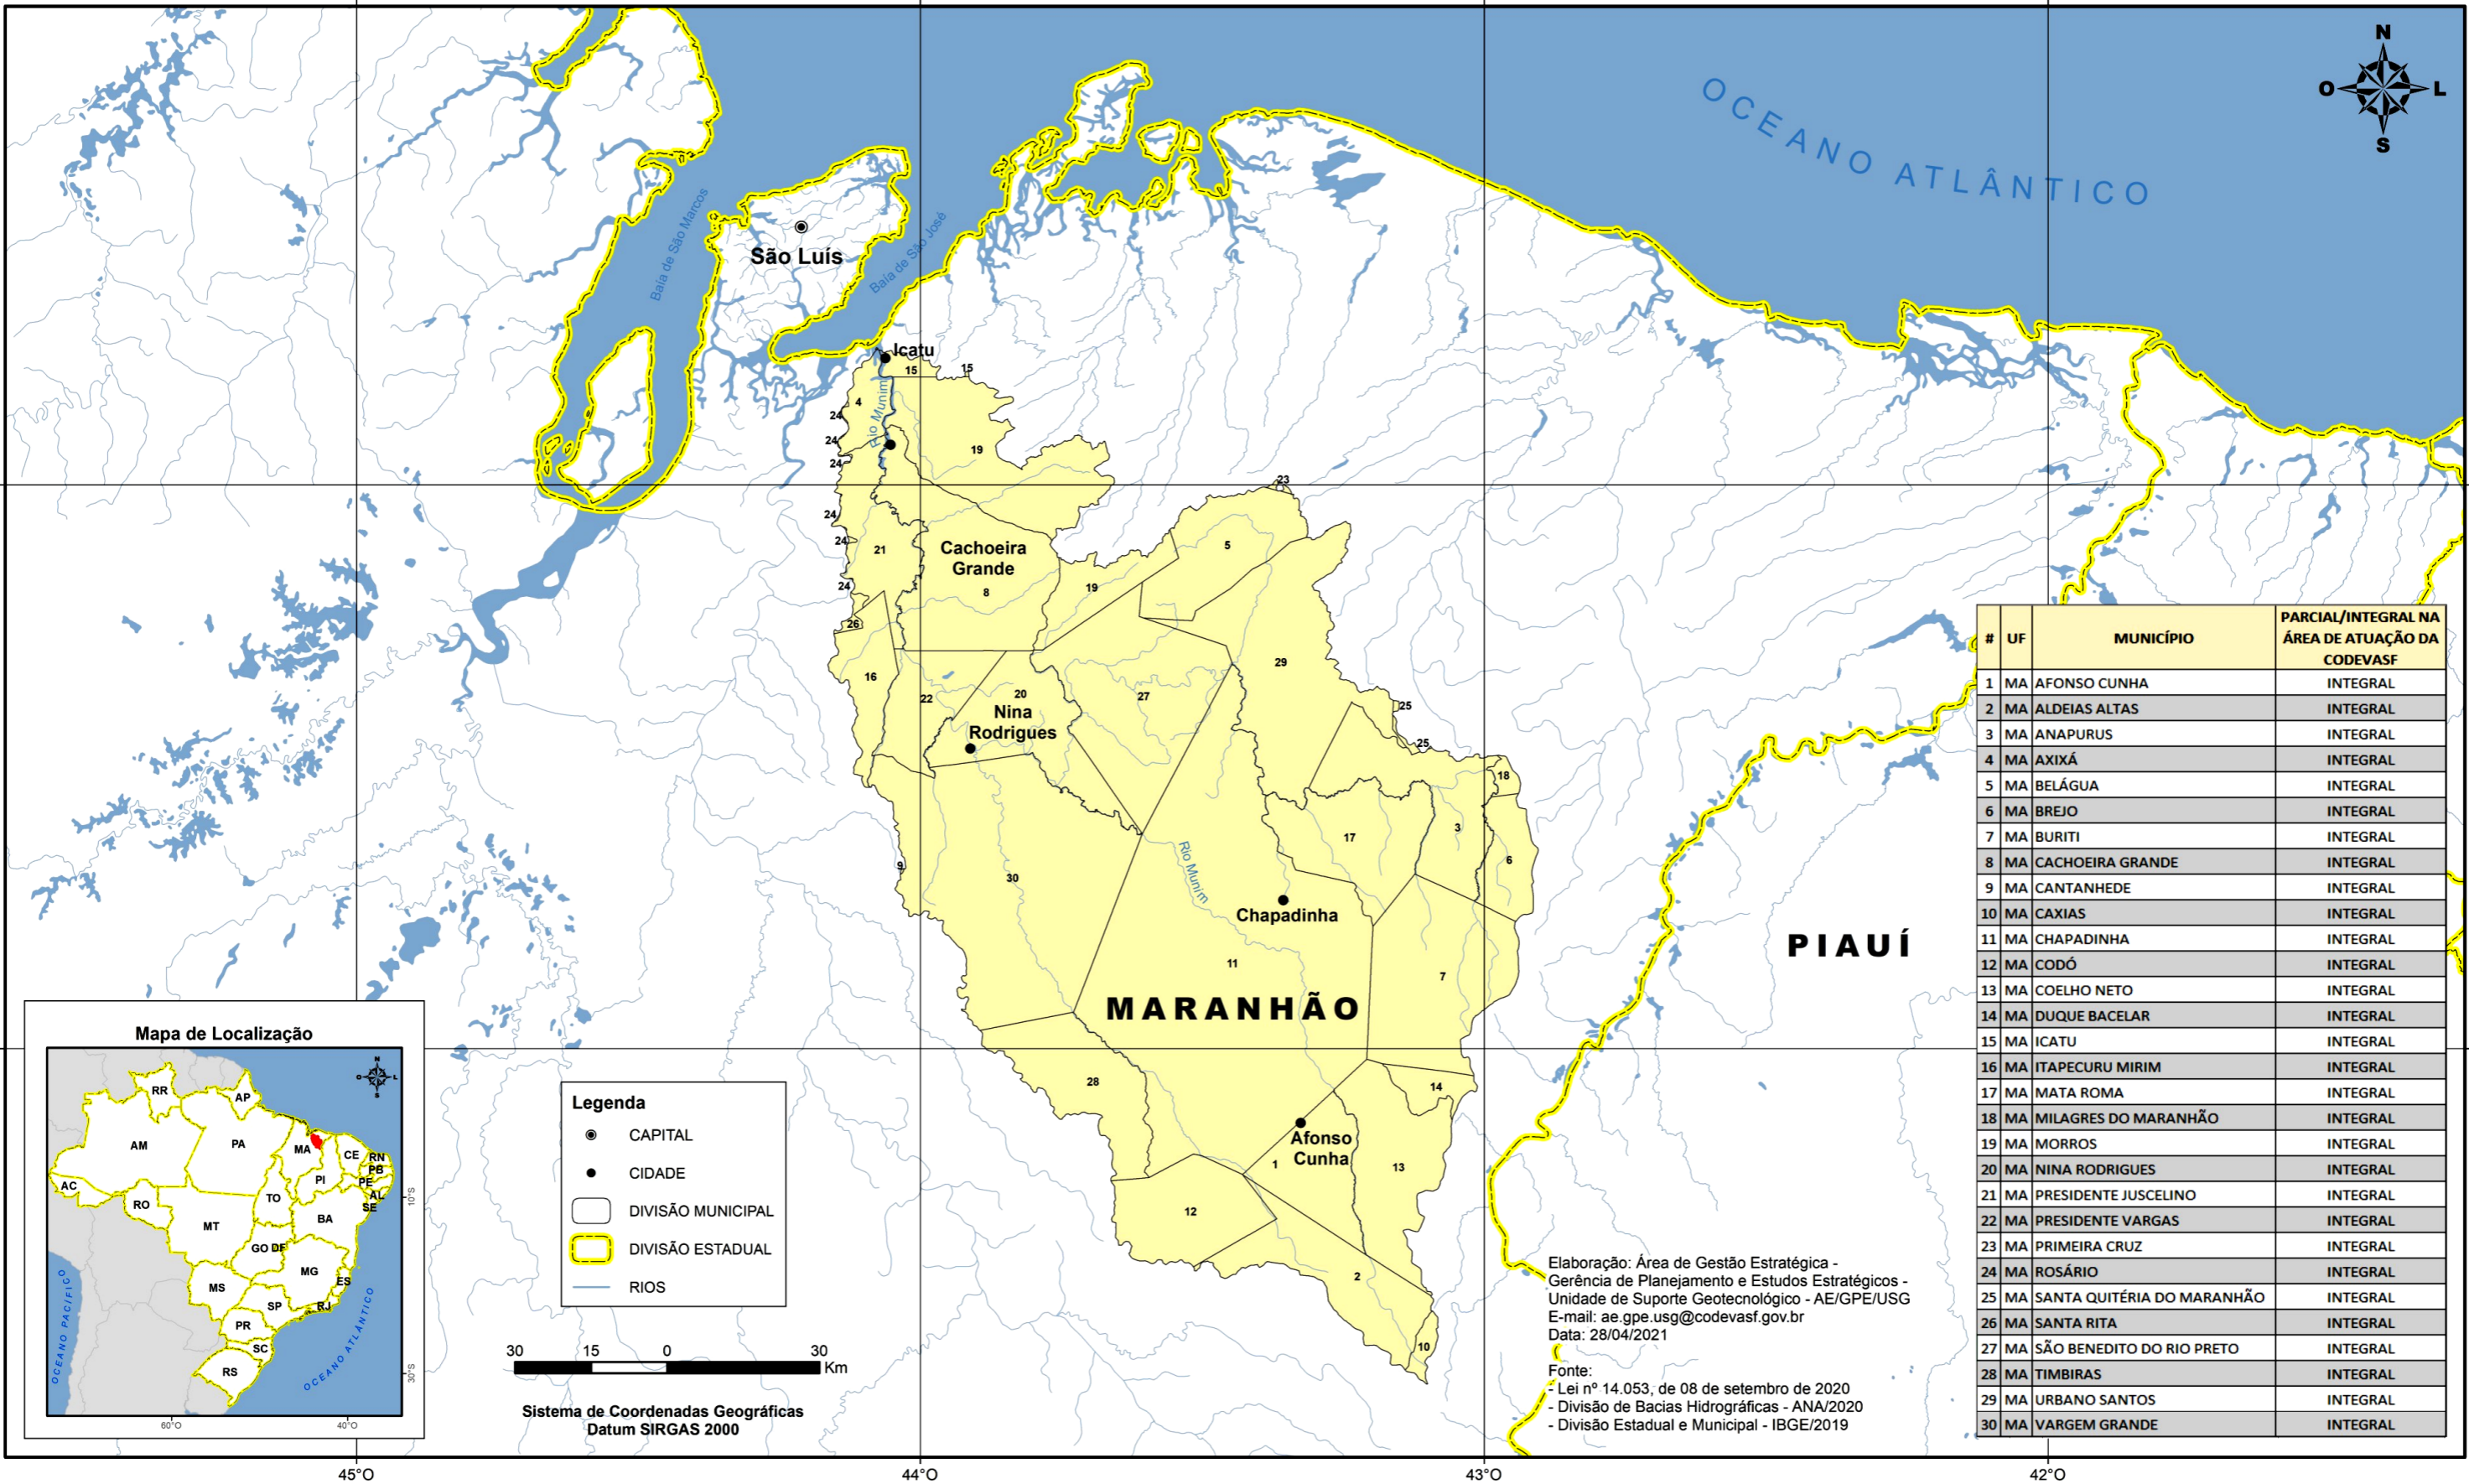 N
O
L
S
OCEANO ATLÂNTICO
Baía de São Marcos
São Luís
Baía de São José
Icatu
15
15
4
24
Rio Munim
24
24
19
23
24
24
21
Cachoeira
Grande
8
5
19
24
26
29
16
22
20
27
Nina
Rodrigues
25
25
18
17
3
6
9
30
Rio Munim
Chapadinha
11
7
PIAUÍ
MARANHÃO
28
14
Afonso
Cunha
1
13
12
2
10
# UF MUNICÍPIO PARCIAL/INTEGRAL NA
ÁREA DE ATUAÇÃO DA
CODEVASF
1 MA AFONSO CUNHA INTEGRAL
2 MA ALDEIAS ALTAS INTEGRAL
3 MA ANAPURUS INTEGRAL
4 MA AXIXÁ INTEGRAL
5 MA BELÁGUA INTEGRAL
6 MA BREJO INTEGRAL
7 MA BURITI INTEGRAL
8 MA CACHOEIRA GRANDE INTEGRAL
9 MA CANTANHEDE INTEGRAL
10 MA CAXIAS INTEGRAL
11 MA CHAPADINHA INTEGRAL
12 MA CODÓ INTEGRAL
13 MA COELHO NETO INTEGRAL
14 MA DUQUE BACELAR INTEGRAL
15 MA ICATU INTEGRAL
16 MA ITAPECURU MIRIM INTEGRAL
17 MA MATA ROMA INTEGRAL
18 MA MILAGRES DO MARANHÃO INTEGRAL
19 MA MORROS INTEGRAL
20 MA NINA RODRIGUES INTEGRAL
21 MA PRESIDENTE JUSCELINO INTEGRAL
22 MA PRESIDENTE VARGAS INTEGRAL
23 MA PRIMEIRA CRUZ INTEGRAL
24 MA ROSÁRIO INTEGRAL
25 MA SANTA QUITÉRIA DO MARANHÃO INTEGRAL
26 MA SANTA RITA INTEGRAL
27 MA SÃO BENEDITO DO RIO PRETO INTEGRAL
28 MA TIMBIRAS INTEGRAL
29 MA URBANO SANTOS INTEGRAL
30 MA VARGEM GRANDE INTEGRAL
Mapa de Localização
N
O
L
S
RR
AP
AM
PA
MA
CE
RN
PB
PI
PE
AC
AL
SE
RO
TO
BA
MT
GO
DF
MG
ES
MS
SP
RJ
PR
SC
RS
OCEANO PACÍFICO
OCEANO ATLÂNTICO
10°S
30°S
60°O
40°O
Legenda
CAPITAL
CIDADE
DIVISÃO MUNICIPAL
DIVISÃO ESTADUAL
RIOS
30 15 0 30
Km
Sistema de Coordenadas Geográficas
Datum SIRGAS 2000
Elaboração: Área de Gestão Estratégica -
Gerência de Planejamento e Estudos Estratégicos -
Unidade de Suporte Geotecnológico - AE/GPE/USG
E-mail: ae.gpe.usg@codevasf.gov.br
Data: 28/04/2021
Fonte:
- Lei nº 14.053, de 08 de setembro de 2020
- Divisão de Bacias Hidrográficas - ANA/2020
- Divisão Estadual e Municipal - IBGE/2019
45°O
44°O
43°O
42°O